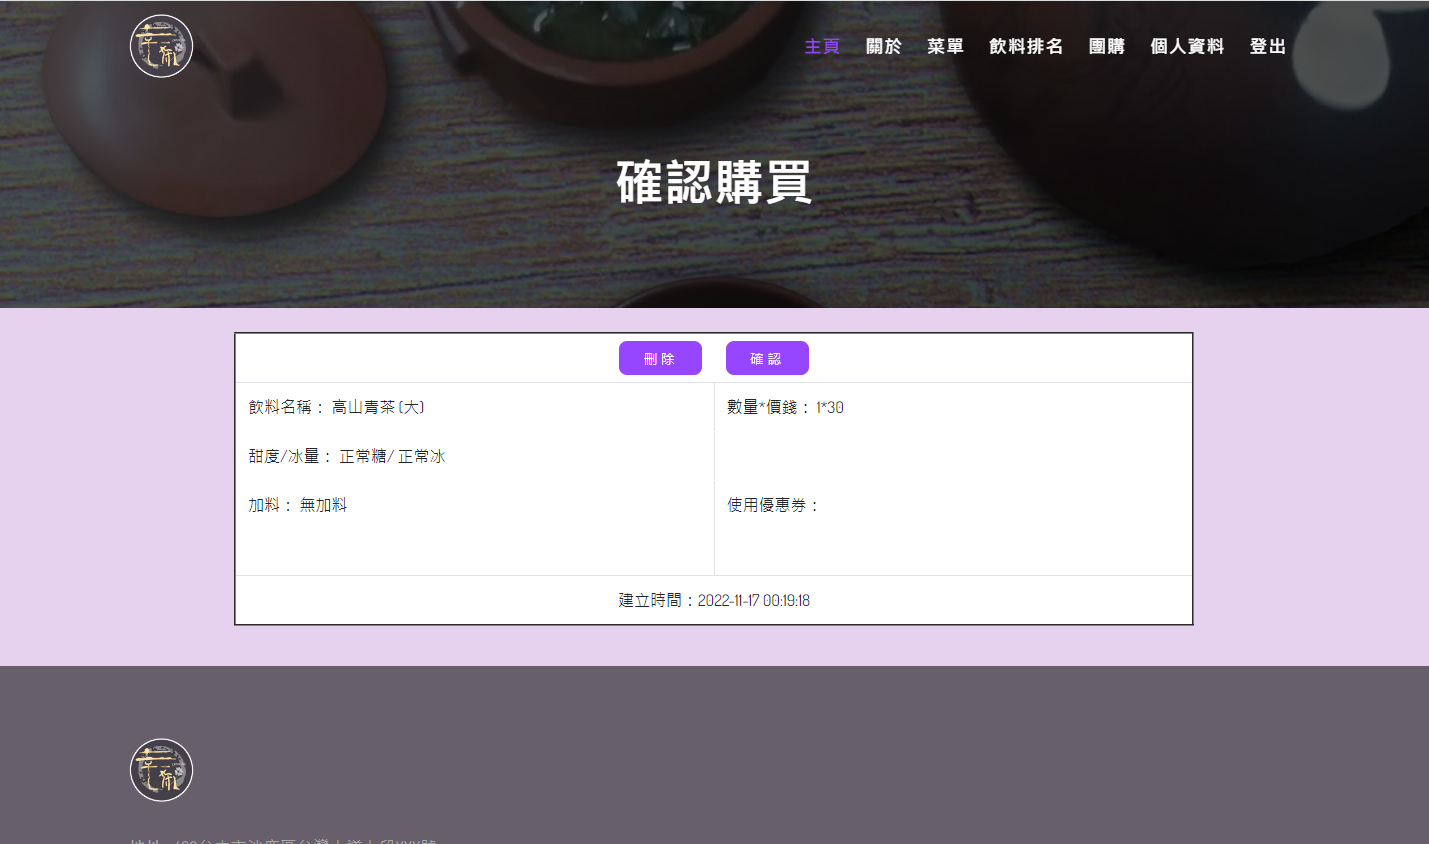 主頁 關於 菜單 飲料排名 團購 個人資料 登出
確認購買
刪除 確認
飲料名稱： 高山青茶(大) 數量*價錢：1*30
甜度/冰量： 正常糖/ 正常冰
加料： 無加料 使用優惠券：
建立時間：2022-11-17 00:19:18